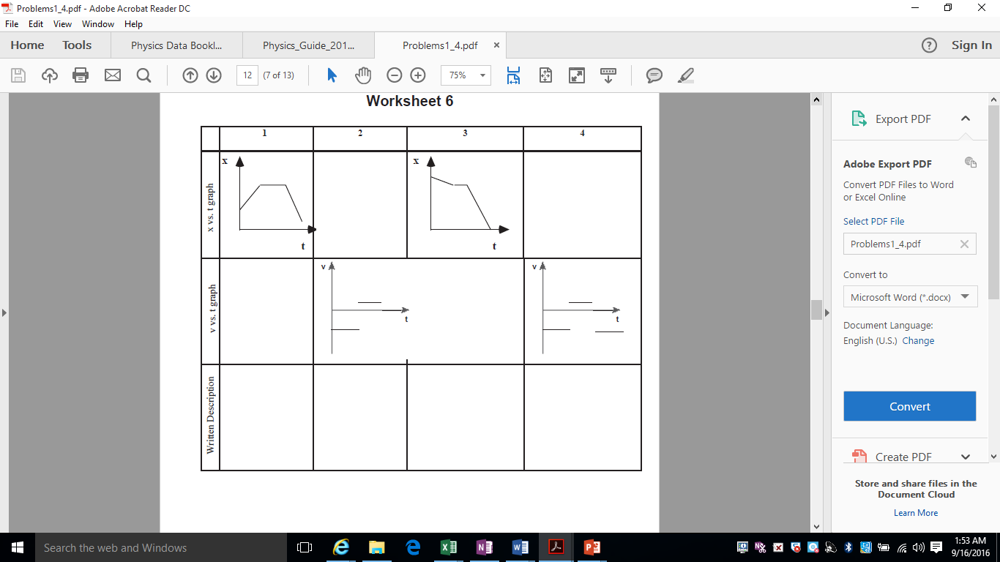 Problems1_4.pdf - Adobe Acrobat Reader DC
File Edit View Window Help
Home Tools Physics Data Bookl... Physics_Guide_201... Problems1_4.pdf × Sign In
12 (7 of 13) 75%
Worksheet 6
1 2 3 4
x vs. t graph
x
t
x
t
v vs. t graph
v
t
v
t
Written Description
Export PDF
Adobe Export PDF
Convert PDF Files to Word
or Excel Online
Select PDF File
Problems1_4.pdf
Convert to
Microsoft Word (*.docx)
Document Language:
English (U.S.) Change
Convert
Create PDF
Store and share files in the
Document Cloud
Learn More
Search the web and Windows
1:53 AM
9/16/2016